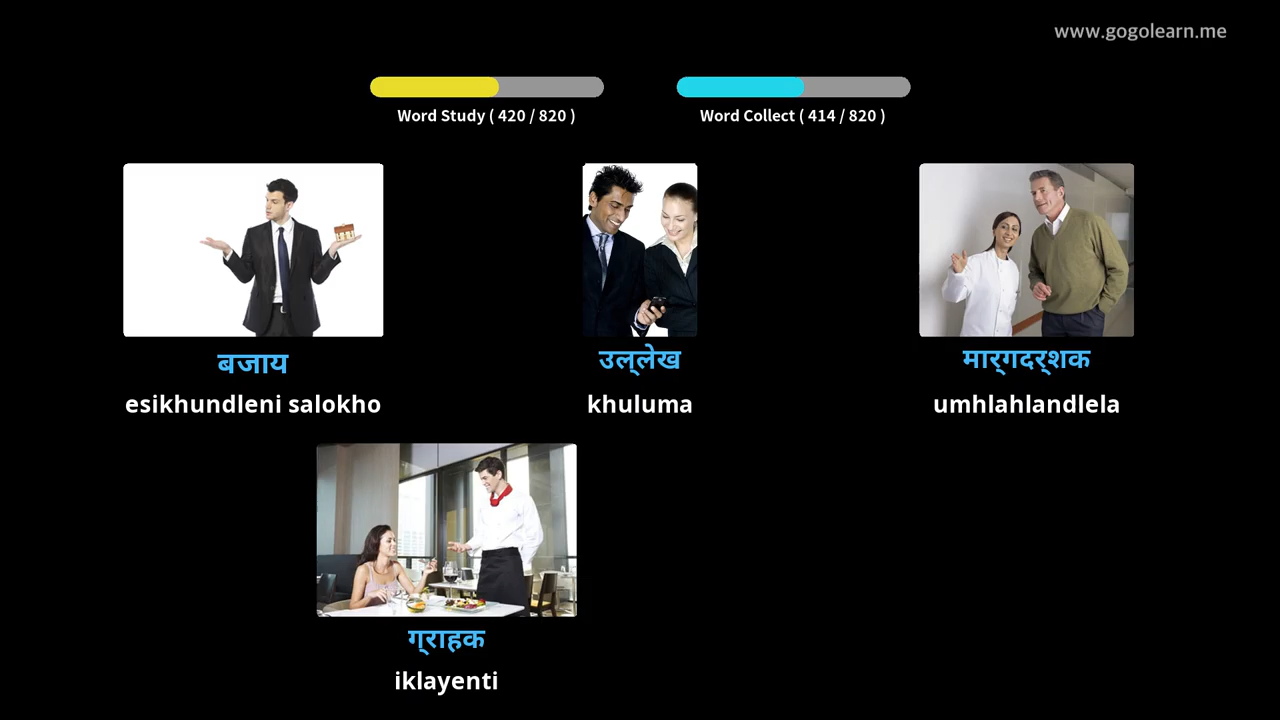 www.gogolearn.me
Word Study ( 420 / 820 )
Word Collect ( 414 / 820 )
बजाय
उल्लेख
मार्गदर्शक
esikhundleni salokho
khuluma
umhlahlandlela
ग्राहक
iklayenti